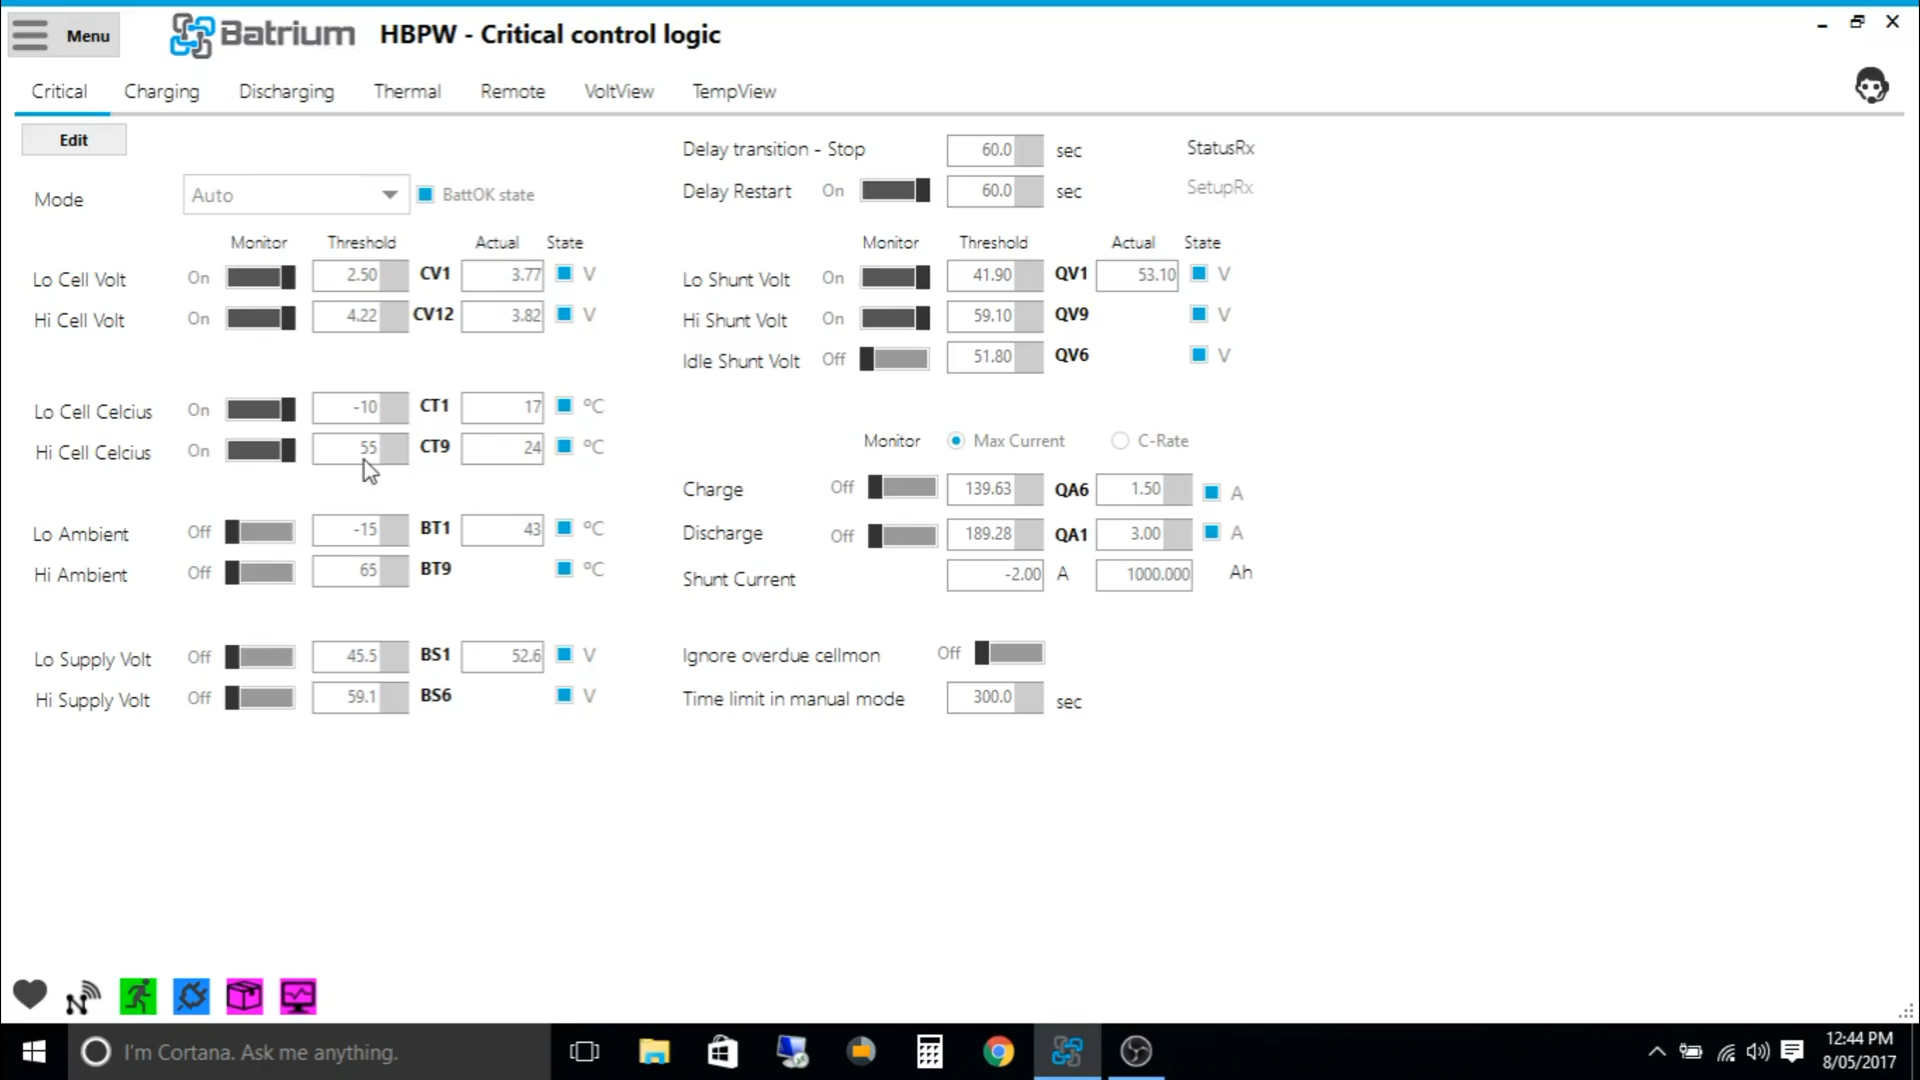 Menu
Batrium
HBPW - Critical control logic
Critical Charging Discharging Thermal Remote VoltView TempView
Edit
Mode Auto BattOK state
Monitor Threshold Actual State
Lo Cell Volt On 2.50 CV1 3.77 V
Hi Cell Volt On 4.22 CV12 3.82 V
Lo Cell Celcius On -10 CT1 17 °C
Hi Cell Celcius On 55 CT9 24 °C
Lo Ambient Off -15 BT1 43 °C
Hi Ambient Off 65 BT9 °C
Lo Supply Volt Off 45.5 BS1 52.6 V
Hi Supply Volt Off 59.1 BS6 V
Delay transition - Stop 60.0 sec StatusRx
Delay Restart On 60.0 sec SetupRx
Monitor Threshold Actual State
Lo Shunt Volt On 41.90 QV1 53.10 V
Hi Shunt Volt On 59.10 QV9 V
Idle Shunt Volt Off 51.80 QV6 V
Monitor Max Current C-Rate
Charge Off 139.63 QA6 1.50 A
Discharge Off 189.28 QA1 3.00 A
Shunt Current -2.00 A 1000.000 Ah
Ignore overdue cellmon Off
Time limit in manual mode 300.0 sec
N
I'm Cortana. Ask me anything.
12:44 PM
8/05/2017